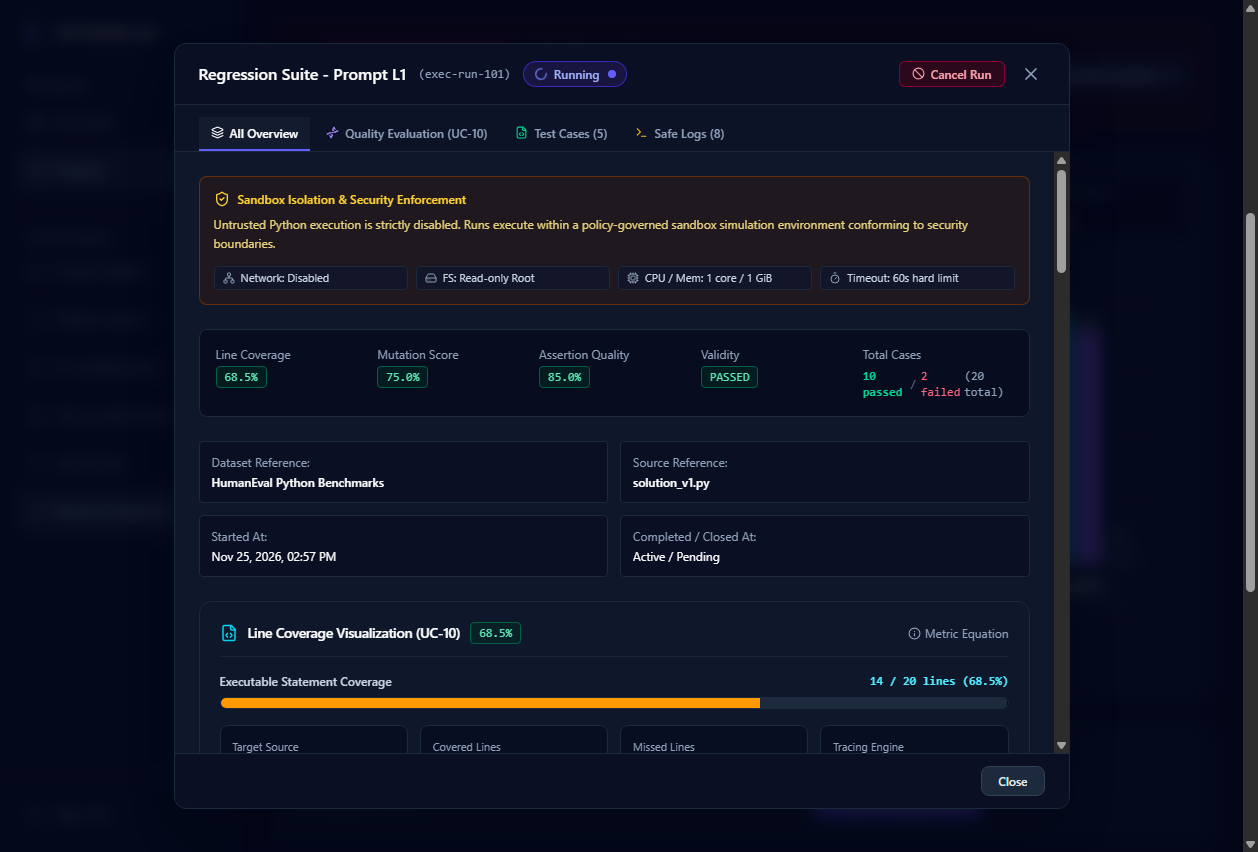 Regression Suite - Prompt L1 (exec-run-101) Running Cancel Run
All Overview Quality Evaluation (UC-10) Test Cases (5) Safe Logs (8)
Sandbox Isolation & Security Enforcement
Untrusted Python execution is strictly disabled. Runs execute within a policy-governed sandbox simulation environment conforming to security
boundaries.
Network: Disabled FS: Read-only Root CPU / Mem: 1 core / 1 GiB Timeout: 60s hard limit
Line Coverage Mutation Score Assertion Quality Validity Total Cases
68.5% 75.0% 85.0% PASSED 10 passed / 2 failed (20 total)
Dataset Reference: Source Reference:
HumanEval Python Benchmarks solution_v1.py
Started At: Completed / Closed At:
Nov 25, 2026, 02:57 PM Active / Pending
Line Coverage Visualization (UC-10) 68.5% Metric Equation
Executable Statement Coverage 14 / 20 lines (68.5%)
Target Source Covered Lines Missed Lines Tracing Engine
Close